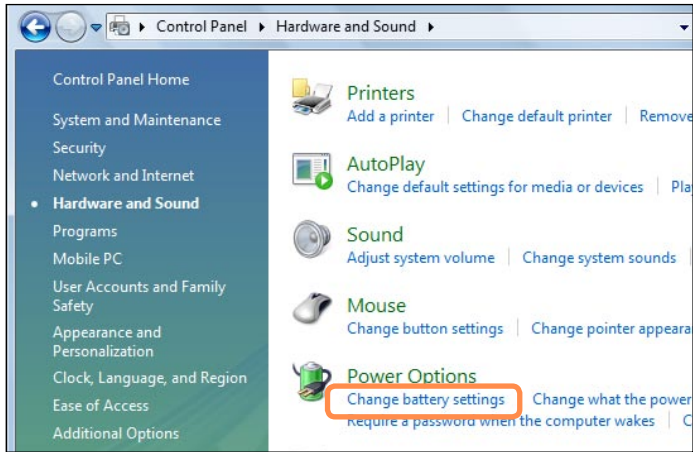 Control Panel Hardware and Sound
Control Panel Home
System and Maintenance
Security
Network and Internet
Hardware and Sound
Programs
Mobile PC
User Accounts and Family
Safety
Appearance and
Personalization
Clock, Language, and Region
Ease of Access
Additional Options
Printers
Add a printer Change default printer Remove
AutoPlay
Change default settings for media or devices
Sound
Adjust system volume Change system sounds
Mouse
Change button settings Change pointer
Power Options
Change battery settings Change what the power
Require a password when the computer wakes